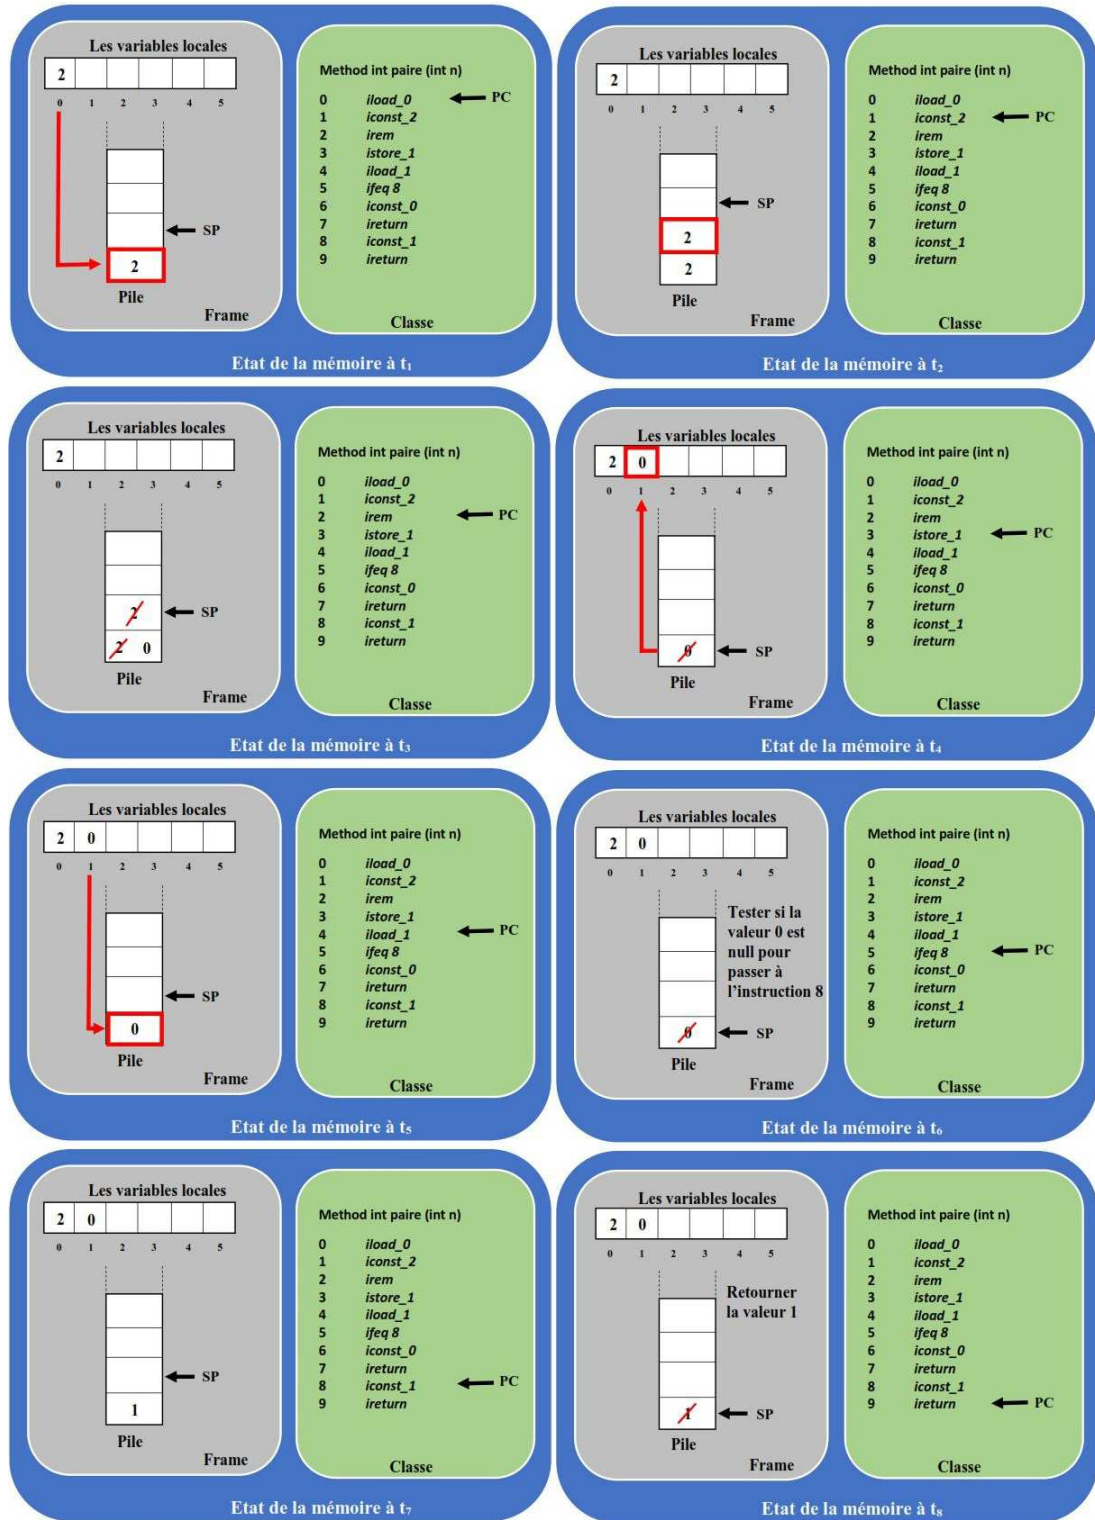 Les variables locales
2
0 1 2 3 4 5
SP
2
Pile
Frame
Method int paire (int n)
0 iload_0
1 iconst_2
2 irem
3 istore_1
4 iload_1
5 ifeq 8
6 iconst_0
7 ireturn
8 iconst_1
9 ireturn
PC
Classe
Etat de la mémoire à t₁
Les variables locales
2
0 1 2 3 4 5
SP
2
2
Pile
Frame
Method int paire (int n)
0 iload_0
1 iconst_2
2 irem
3 istore_1
4 iload_1
5 ifeq 8
6 iconst_0
7 ireturn
8 iconst_1
9 ireturn
PC
Classe
Etat de la mémoire à t₂
Les variables locales
2
0 1 2 3 4 5
2
SP
2 0
Pile
Frame
Method int paire (int n)
0 iload_0
1 iconst_2
2 irem
3 istore_1
4 iload_1
5 ifeq 8
6 iconst_0
7 ireturn
8 iconst_1
9 ireturn
PC
Classe
Etat de la mémoire à t₃
Les variables locales
2 0
0 1 2 3 4 5
0
SP
Pile
Frame
Method int paire (int n)
0 iload_0
1 iconst_2
2 irem
3 istore_1
4 iload_1
5 ifeq 8
6 iconst_0
7 ireturn
8 iconst_1
9 ireturn
PC
Classe
Etat de la mémoire à t₄
Les variables locales
2 0
0 1 2 3 4 5
SP
0
Pile
Frame
Method int paire (int n)
0 iload_0
1 iconst_2
2 irem
3 istore_1
4 iload_1
5 ifeq 8
6 iconst_0
7 ireturn
8 iconst_1
9 ireturn
PC
Classe
Etat de la mémoire à t₅
Les variables locales
2 0
0 1 2 3 4 5
Tester si la
valeur 0 est
null pour
passer à
l’instruction 8
0
SP
Pile
Frame
Method int paire (int n)
0 iload_0
1 iconst_2
2 irem
3 istore_1
4 iload_1
5 ifeq 8
6 iconst_0
7 ireturn
8 iconst_1
9 ireturn
PC
Classe
Etat de la mémoire à t₆
Les variables locales
2 0
0 1 2 3 4 5
SP
1
Pile
Frame
Method int paire (int n)
0 iload_0
1 iconst_2
2 irem
3 istore_1
4 iload_1
5 ifeq 8
6 iconst_0
7 ireturn
8 iconst_1
9 ireturn
PC
Classe
Etat de la mémoire à t₇
Les variables locales
2 0
0 1 2 3 4 5
Retourner
la valeur 1
1
SP
Pile
Frame
Method int paire (int n)
0 iload_0
1 iconst_2
2 irem
3 istore_1
4 iload_1
5 ifeq 8
6 iconst_0
7 ireturn
8 iconst_1
9 ireturn
PC
Classe
Etat de la mémoire à t₈